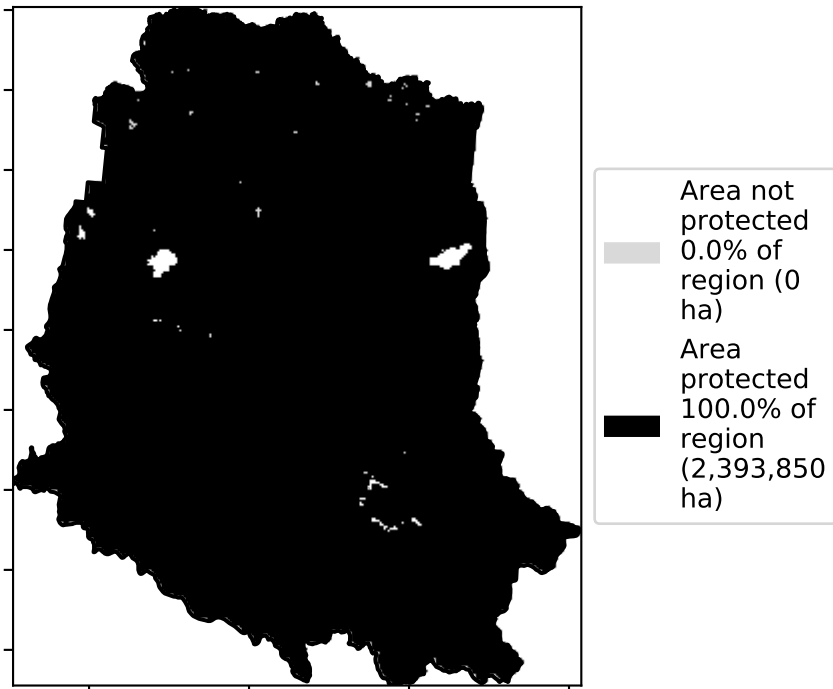 Area not
protected
0.0% of
region (0
ha)
Area
protected
100.0% of
region
(2,393,850
ha)